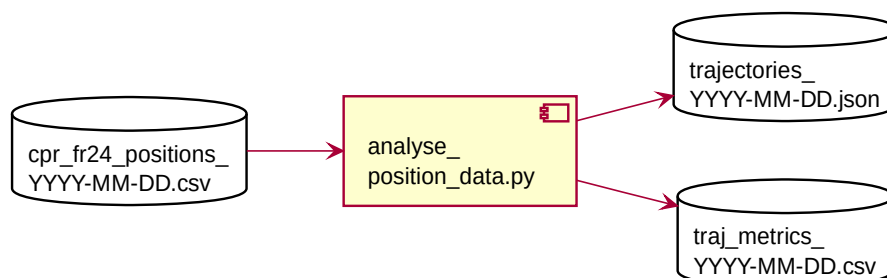 cpr_fr24_positions_
YYYY-MM-DD.csv
analyse_
position_data.py
trajectories_
YYYY-MM-DD.json
traj_metrics_
YYYY-MM-DD.csv